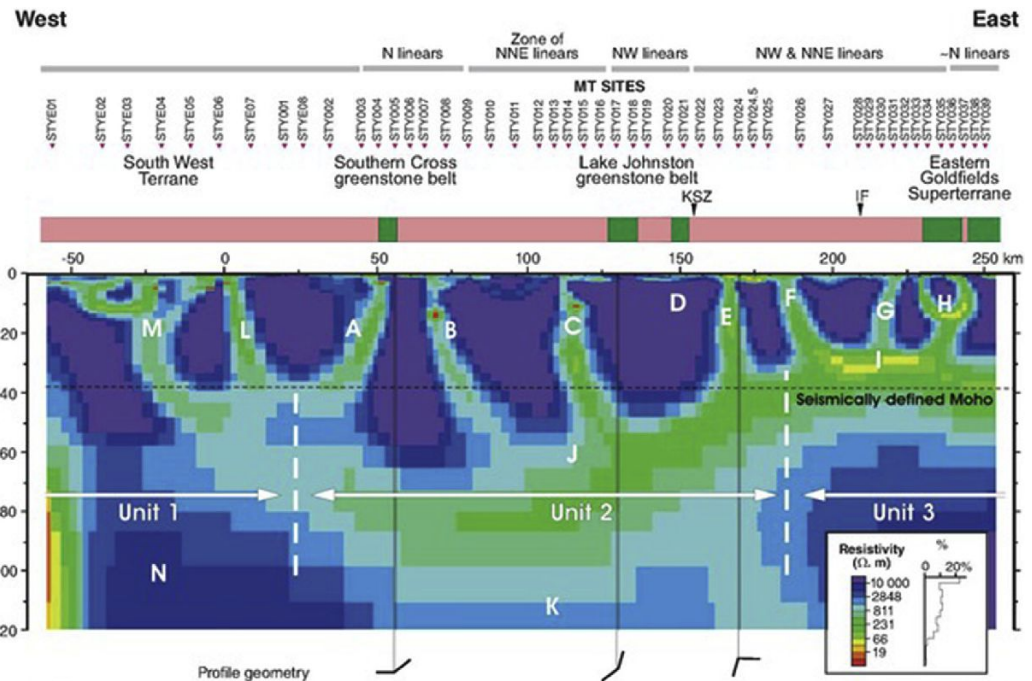 West
East
N linears
Zone of
NNE linears
NW linears
NW & NNE linears
~N linears
MT SITES
STYE01 STYE02 STYE03 STYE04 STYE05 STYE06 STYE07 STY001 STYE08 STY002 STY003 STY004 STY005 STY006 STY007 STY008 STY009 STY010 STY011 STY012 STY013 STY014 STY015 STY016 STY017 STY018 STY019 STY020 STY021 STY022 STY023 STY024 STY024.5 STY025 STY026 STY027 STY028 STY029 STY030 STY031 STY032 STY033 STY034 STY035 STY036 STY037 STY038 STY039
South West
Terrane
Southern Cross
greenstone belt
Lake Johnston
greenstone belt
Eastern
Goldfields
Superterrane
KSZ
IF
-50 0 50 75 100 150 200 250 km
0
20
40
60
80
00
20
M L A B C D E F G H
I
J
K
N
Seismically defined Moho
Unit 1
Unit 2
Unit 3
Resistivity
(Ω. m)
10 000
2848
811
231
66
19
%
0 20%
Profile geometry